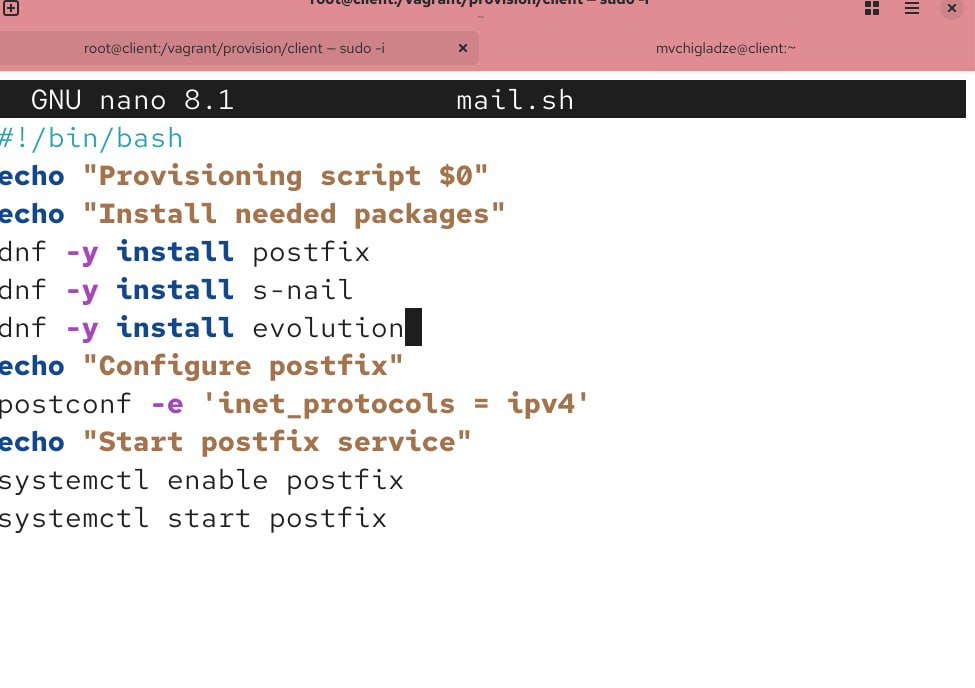 root@client:/vagrant/provision/client — sudo -i
~
root@client:/vagrant/provision/client — sudo -i
mvchigladze@client:~
GNU nano 8.1 mail.sh
#!/bin/bash
echo "Provisioning script $0"
echo "Install needed packages"
dnf -y install postfix
dnf -y install s-nail
dnf -y install evolution
echo "Configure postfix"
postconf -e 'inet_protocols = ipv4'
echo "Start postfix service"
systemctl enable postfix
systemctl start postfix